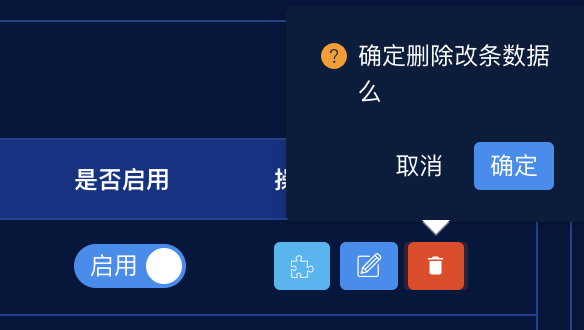 确定删除改条数据
么
取消 确定
是否启用
启用